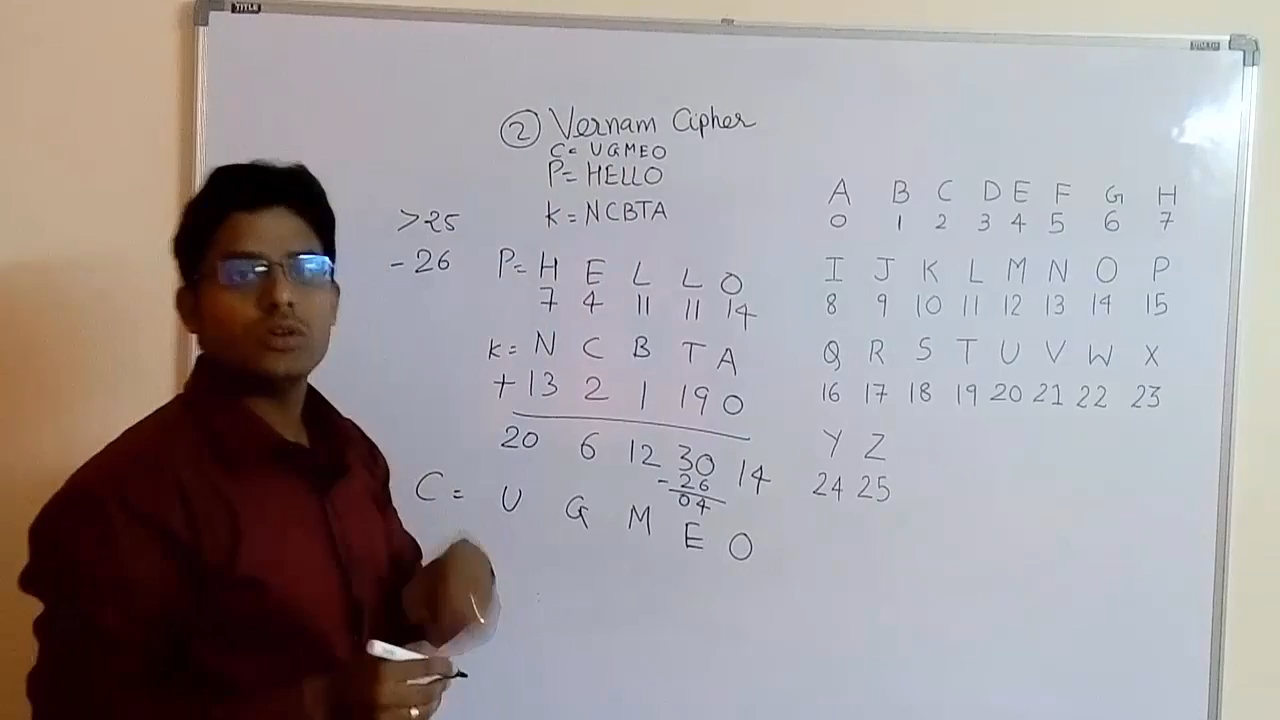 ② Vernam Cipher
C= UGMEO
P= HELLO
K = NCBTA
>25
-26
P= H E L L O
7 4 11 11 14
K= N C B T A
+ 13 2 1 19 0
20 6 12 30 14
-26
04
C= U G M E O
A B C D E F G H
0 1 2 3 4 5 6 7
I J K L M N O P
8 9 10 11 12 13 14 15
Q R S T U V W X
16 17 18 19 20 21 22 23
Y Z
24 25